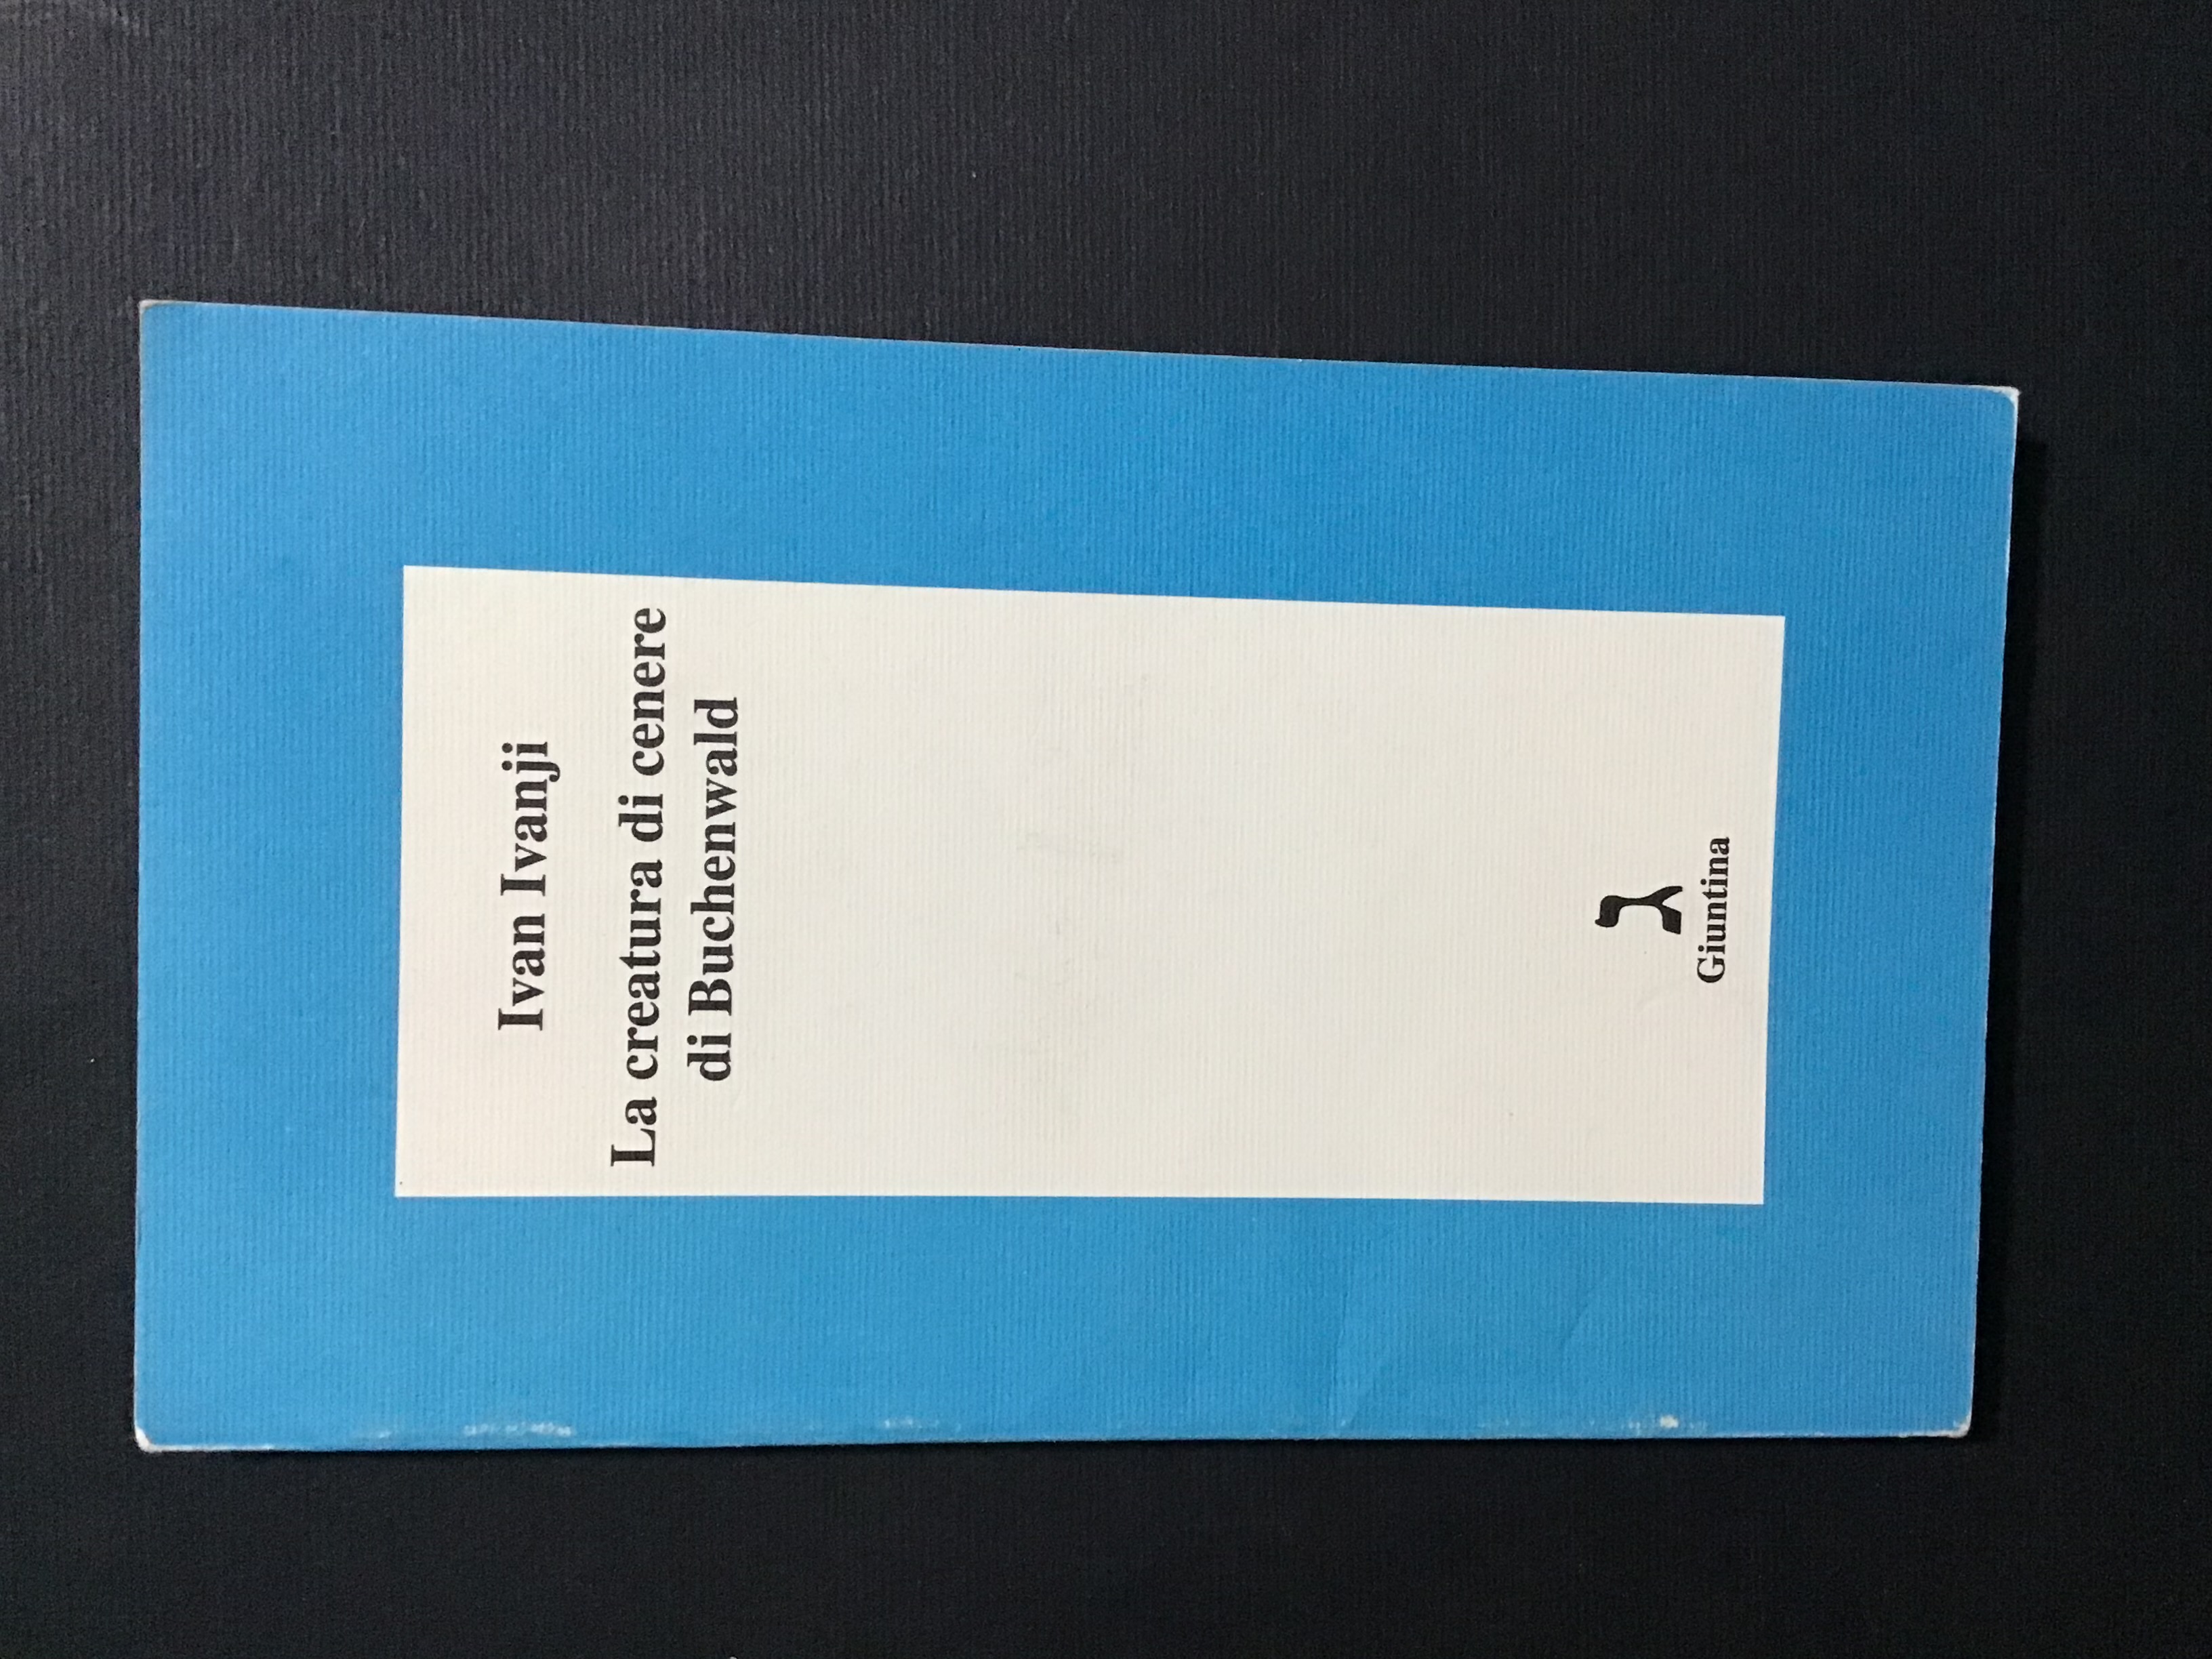 Ivan Ivanji
La creatura di cenere
di Buchenwald
ג
Giuntina